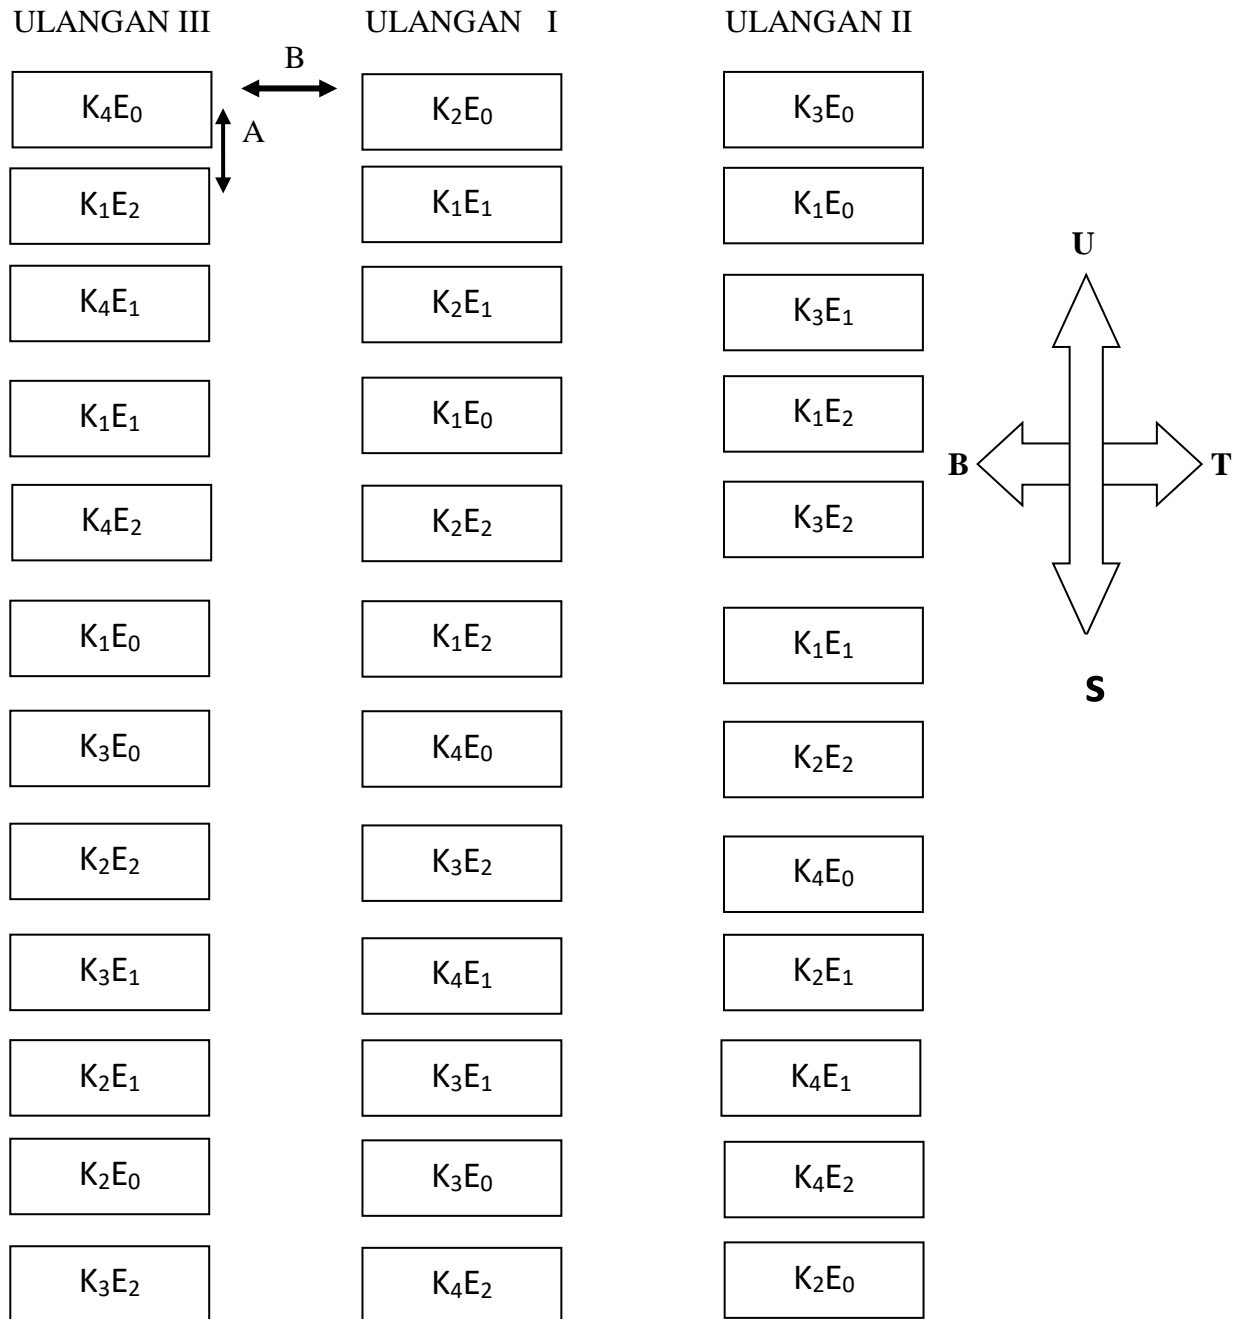 ULANGAN III ULANGAN I ULANGAN II
B
K₄E₀ K₂E₀ K₃E₀
A
K₁E₂ K₁E₁ K₁E₀
U
K₄E₁ K₂E₁ K₃E₁
K₁E₁ K₁E₀ K₁E₂
B T
K₄E₂ K₂E₂ K₃E₂
K₁E₀ K₁E₂ K₁E₁
S
K₃E₀ K₄E₀ K₂E₂
K₂E₂ K₃E₂ K₄E₀
K₃E₁ K₄E₁ K₂E₁
K₂E₁ K₃E₁ K₄E₁
K₂E₀ K₃E₀ K₄E₂
K₃E₂ K₄E₂ K₂E₀